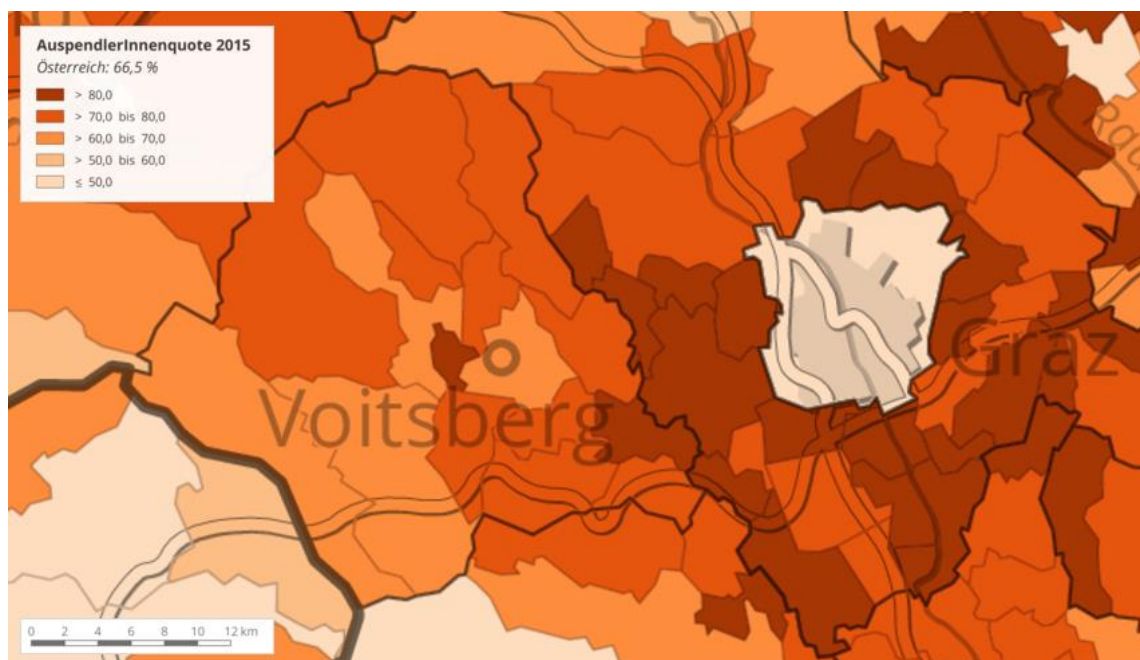 AuspendlerInnenquote 2015
Österreich: 66,5 %
> 80,0
> 70,0 bis 80,0
> 60,0 bis 70,0
> 50,0 bis 60,0
≤ 50,0
Graz
Voitsberg
0 2 4 6 8 10 12 km